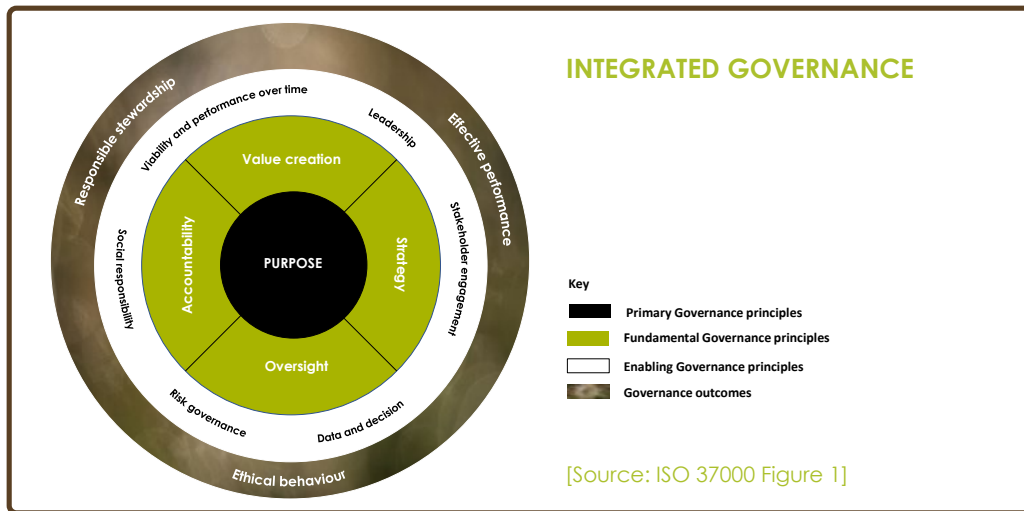 INTEGRATED GOVERNANCE
Responsible stewardship
Effective performance
Ethical behaviour
Viability and performance over time
Leadership
Stakeholder engagement
Data and decision
Risk governance
Social responsibility
Value creation
Strategy
Oversight
Accountability
PURPOSE
Key
Primary Governance principles
Fundamental Governance principles
Enabling Governance principles
Governance outcomes
[Source: ISO 37000 Figure 1]